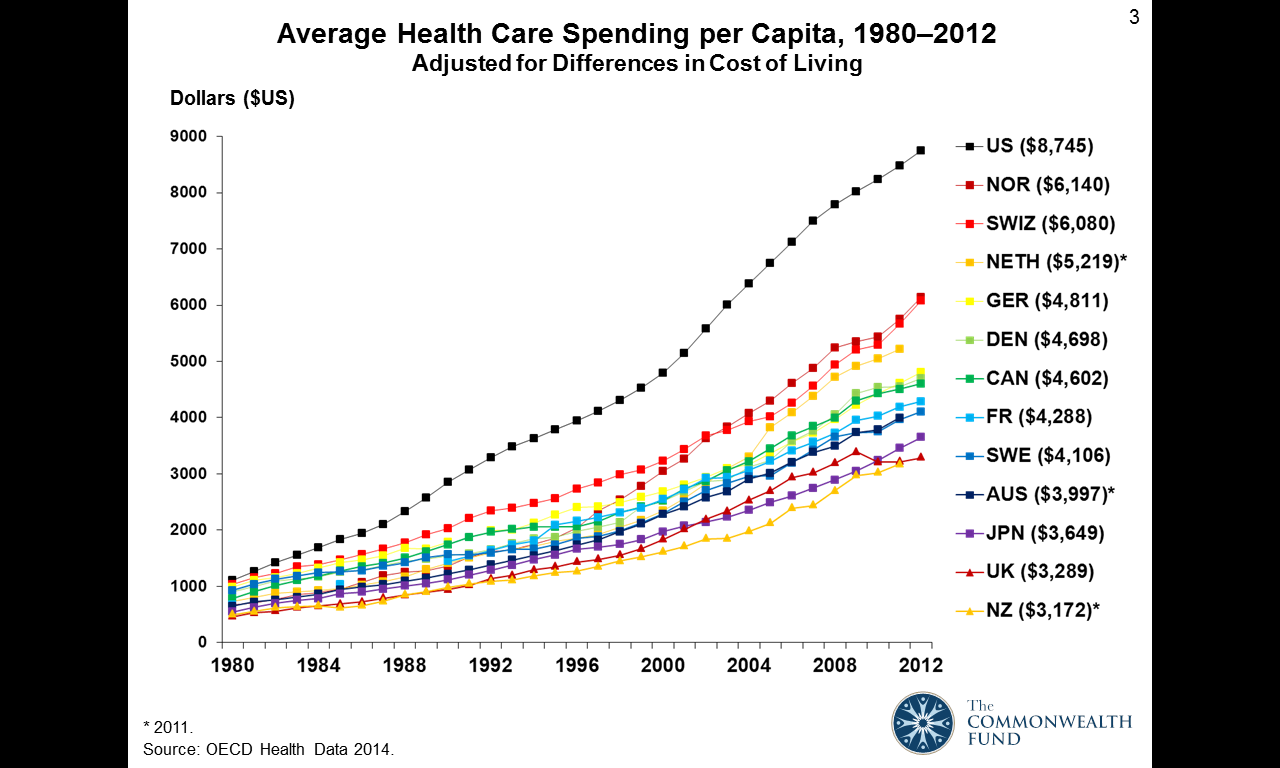 3
Average Health Care Spending per Capita, 1980–2012
Adjusted for Differences in Cost of Living
Dollars ($US)
9000
8000
7000
6000
5000
4000
3000
2000
1000
0
1980 1984 1988 1992 1996 2000 2004 2008 2012
US ($8,745)
NOR ($6,140)
SWIZ ($6,080)
NETH ($5,219)*
GER ($4,811)
DEN ($4,698)
CAN ($4,602)
FR ($4,288)
SWE ($4,106)
AUS ($3,997)*
JPN ($3,649)
UK ($3,289)
NZ ($3,172)*
* 2011.
Source: OECD Health Data 2014.
The
COMMONWEALTH
FUND